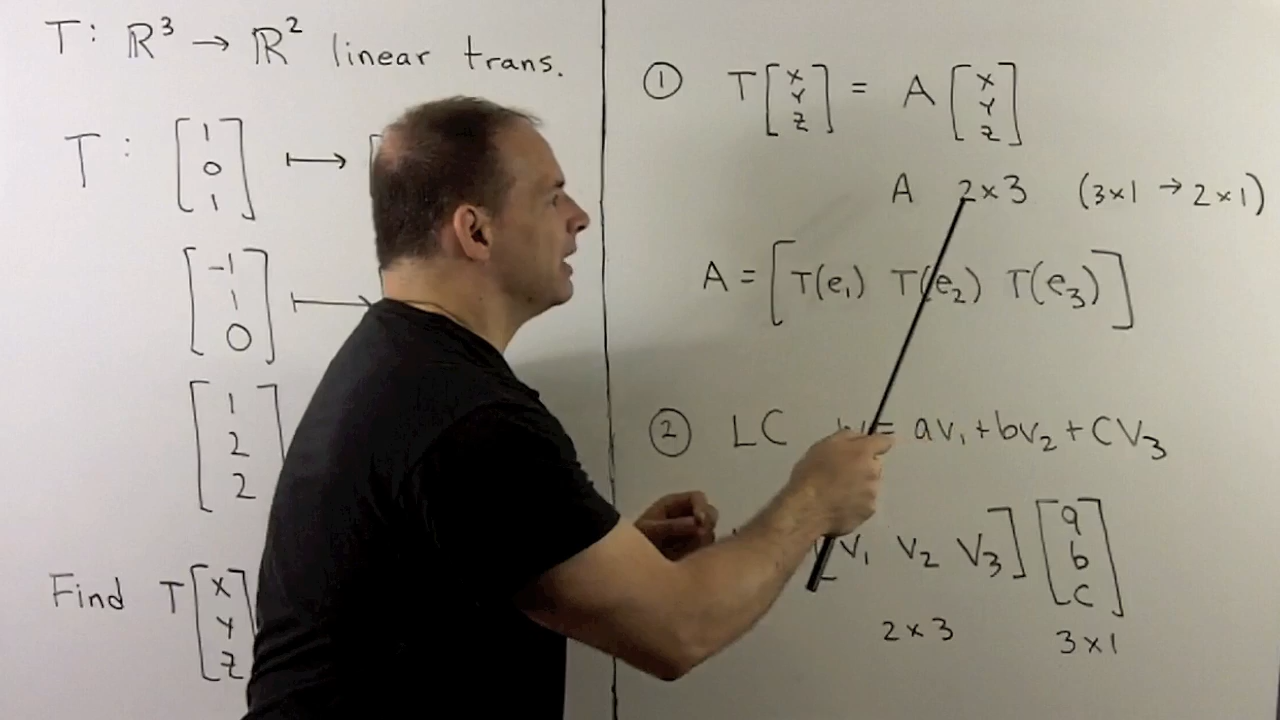 T: ℝ³ → ℝ² linear trans.
T: [1 0 1] ↦ [
[-1 1 0] ↦
[1 2 2]
Find T[x y z]
① T[x y z] = A[x y z]
A 2×3 (3×1 → 2×1)
A = [T(e₁) T(e₂) T(e₃)]
② LC = av₁+bv₂+cv₃
[v₁ v₂ v₃][a b c]
2×3 3×1